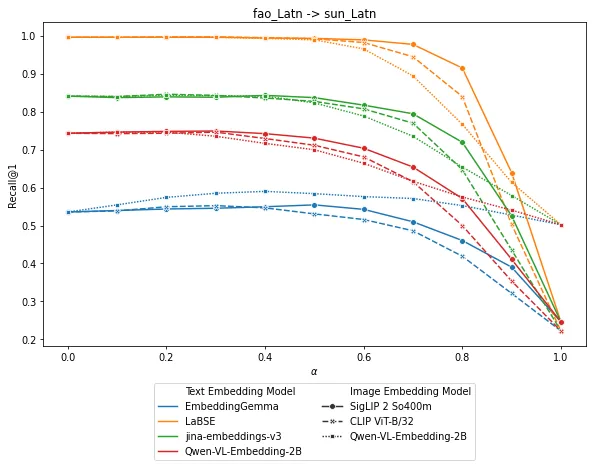 fao_Latn -> sun_Latn
Recall@1
1.0
0.9
0.8
0.7
0.6
0.5
0.4
0.3
0.2
0.0 0.2 0.4 0.6 0.8 1.0
α
Text Embedding Model Image Embedding Model
EmbeddingGemma SigLIP 2 So400m
LaBSE CLIP ViT-B/32
jina-embeddings-v3 Qwen-VL-Embedding-2B
Qwen-VL-Embedding-2B